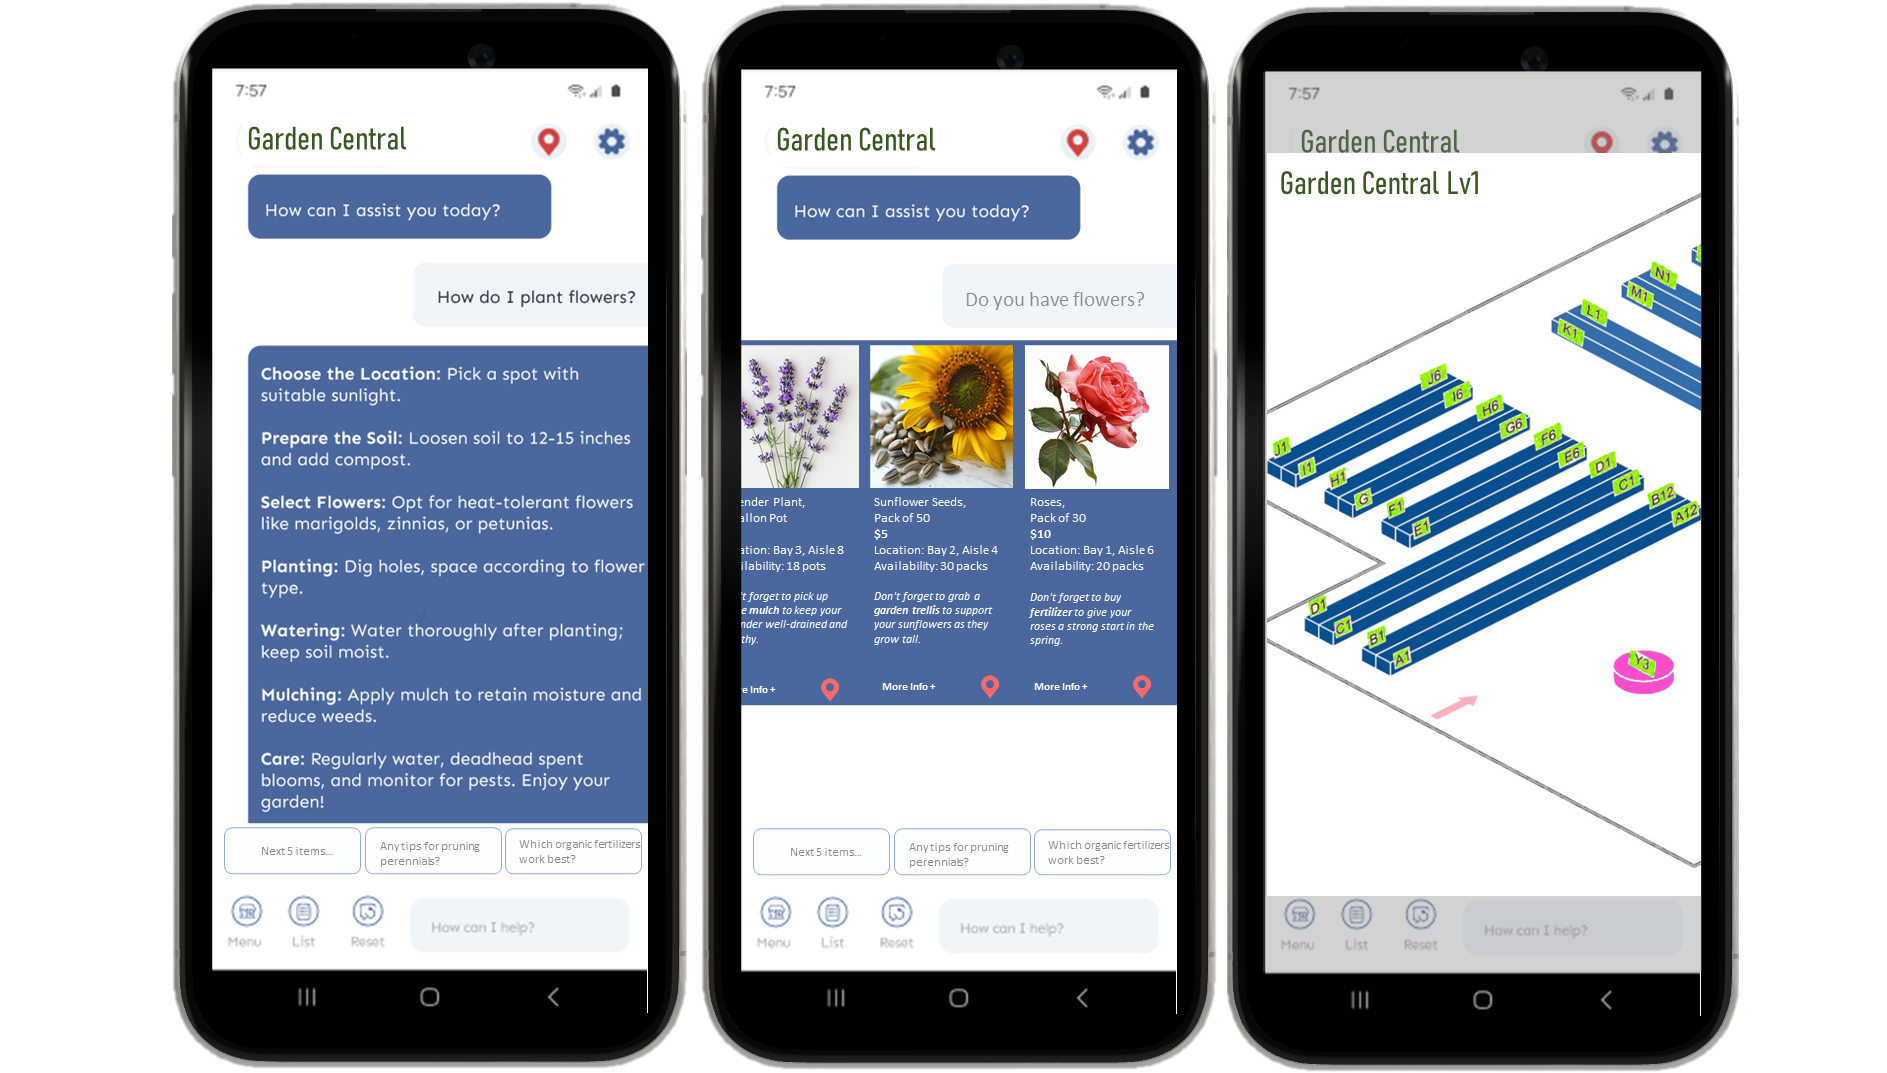 7:57
Garden Central
How can I assist you today?
How do I plant flowers?
Choose the Location: Pick a spot with
suitable sunlight.
Prepare the Soil: Loosen soil to 12-15 inches
and add compost.
Select Flowers: Opt for heat-tolerant flowers
like marigolds, zinnias, or petunias.
Planting: Dig holes, space according to flower
type.
Watering: Water thoroughly after planting;
keep soil moist.
Mulching: Apply mulch to retain moisture and
reduce weeds.
Care: Regularly water, deadhead spent
blooms, and monitor for pests. Enjoy your
garden!
Next 5 items...
Any tips for pruning
perennials?
Which organic fertilizers
work best?
Menu
List
Reset
How can I help?
7:57
Garden Central
How can I assist you today?
Do you have flowers?
ender Plant,
allon Pot
ation: Bay 3, Aisle 8
ilability: 18 pots
't forget to pick up
e mulch to keep your
nder well-drained and
thy.
re Info +
Sunflower Seeds,
Pack of 50
$5
Location: Bay 2, Aisle 4
Availability: 30 packs
Don't forget to grab a
garden trellis to support
your sunflowers as they
grow tall.
More Info +
Roses,
Pack of 30
$10
Location: Bay 1, Aisle 6
Availability: 20 packs
Don't forget to buy
fertilizer to give your
roses a strong start in the
spring.
More Info +
Next 5 items...
Any tips for pruning
perennials?
Which organic fertilizers
work best?
Menu
List
Reset
How can I help?
7:57
Garden Central
Garden Central Lv1
N1
M1
L1
K1
J6
I6
H6
G6
F6
E6
D1
C1
B12
A12
J1
I1
H1
G
F1
E1
D1
C1
B1
A1
Y3
Menu
List
Reset
How can I help?